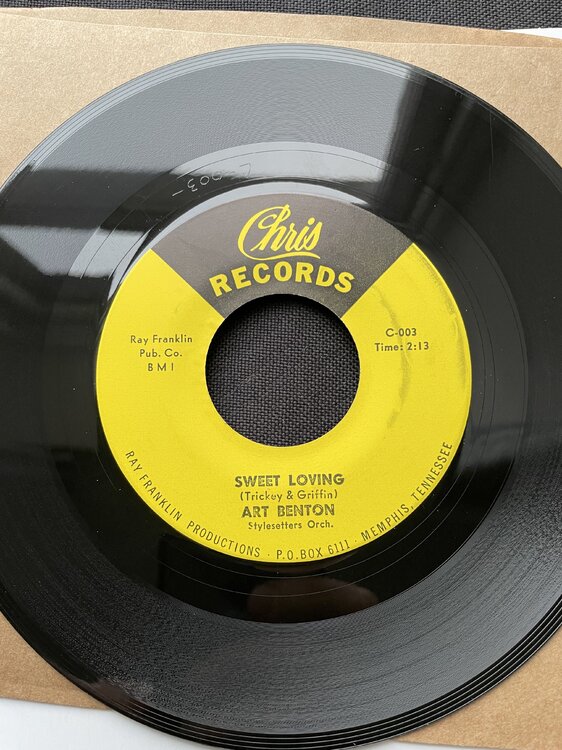 Chris
RECORDS
Ray Franklin
Pub. Co.
B M I
C-003
Time: 2:13
SWEET LOVING
(Trickey & Griffin)
ART BENTON
Stylesetters Orch.
RAY FRANKLIN PRODUCTIONS · P.O. BOX 6111 · MEMPHIS, TENNESSEE